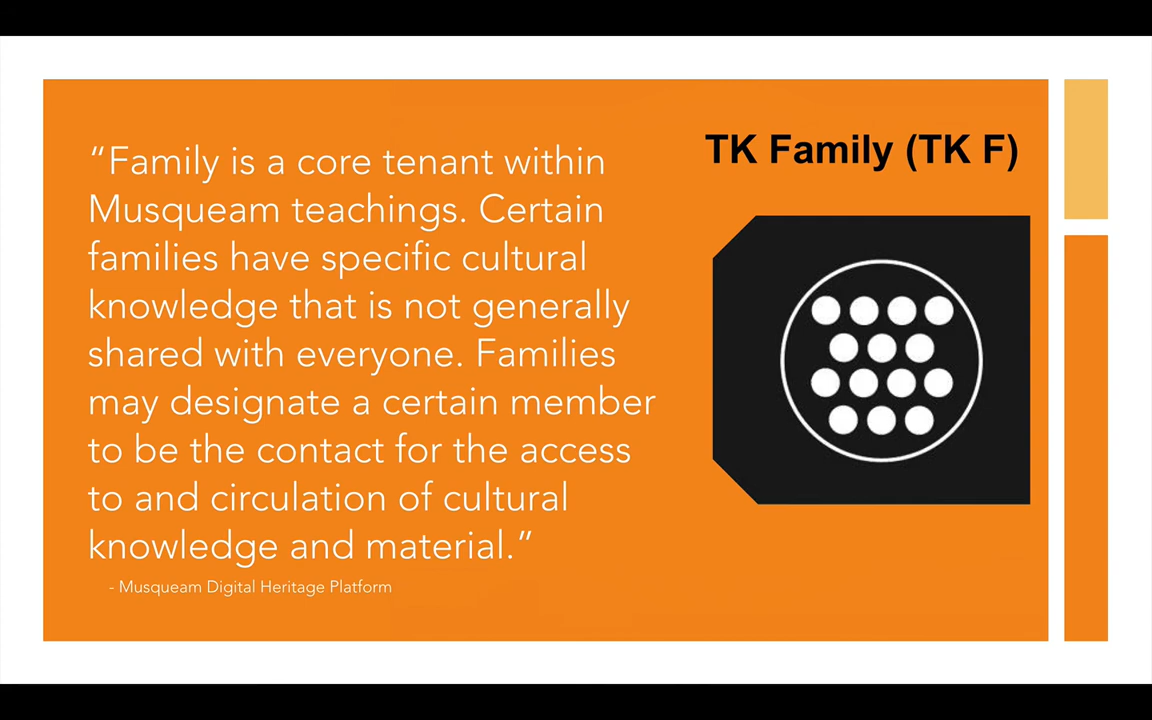 “Family is a core tenant within
Musqueam teachings. Certain
families have specific cultural
knowledge that is not generally
shared with everyone. Families
may designate a certain member
to be the contact for the access
to and circulation of cultural
knowledge and material.”
- Musqueam Digital Heritage Platform
TK Family (TK F)